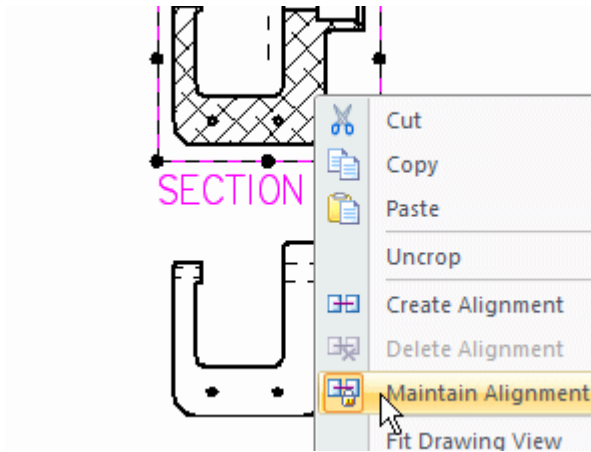 SECTION
Cut
Copy
Paste
Uncrop
Create Alignment
Delete Alignment
Maintain Alignment
Fit Drawing View